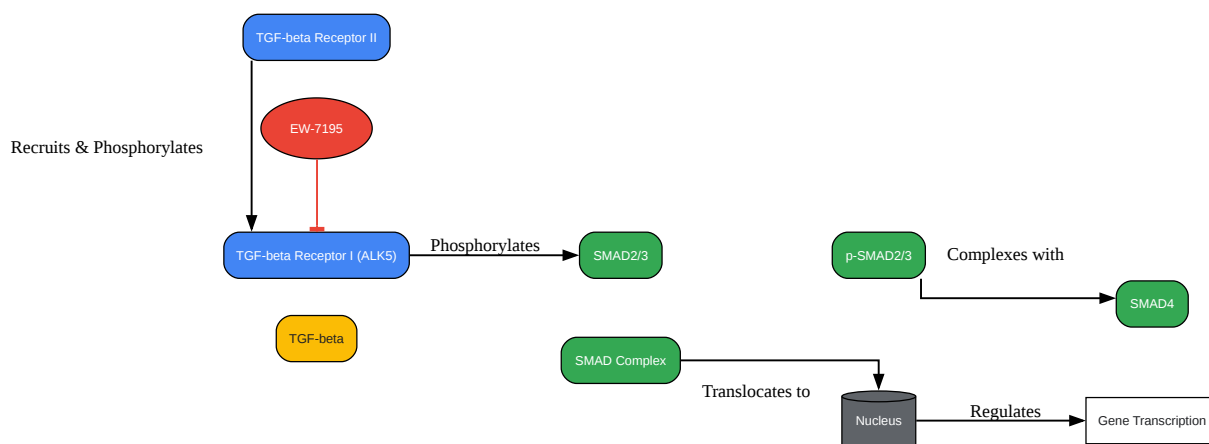 TGF-beta Receptor II
EW-7195
Recruits & Phosphorylates
TGF-beta Receptor I (ALK5)
Phosphorylates
SMAD2/3
p-SMAD2/3
Complexes with
SMAD4
TGF-beta
SMAD Complex
Translocates to
Nucleus
Regulates
Gene Transcription